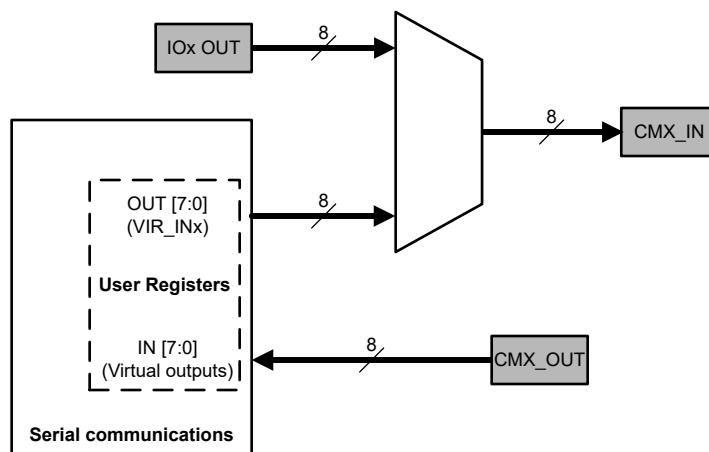 IOx OUT
8
8
CMX_IN
OUT [7:0]
(VIR_INx)
8
User Registers
IN [7:0]
(Virtual outputs)
8
CMX_OUT
Serial communications